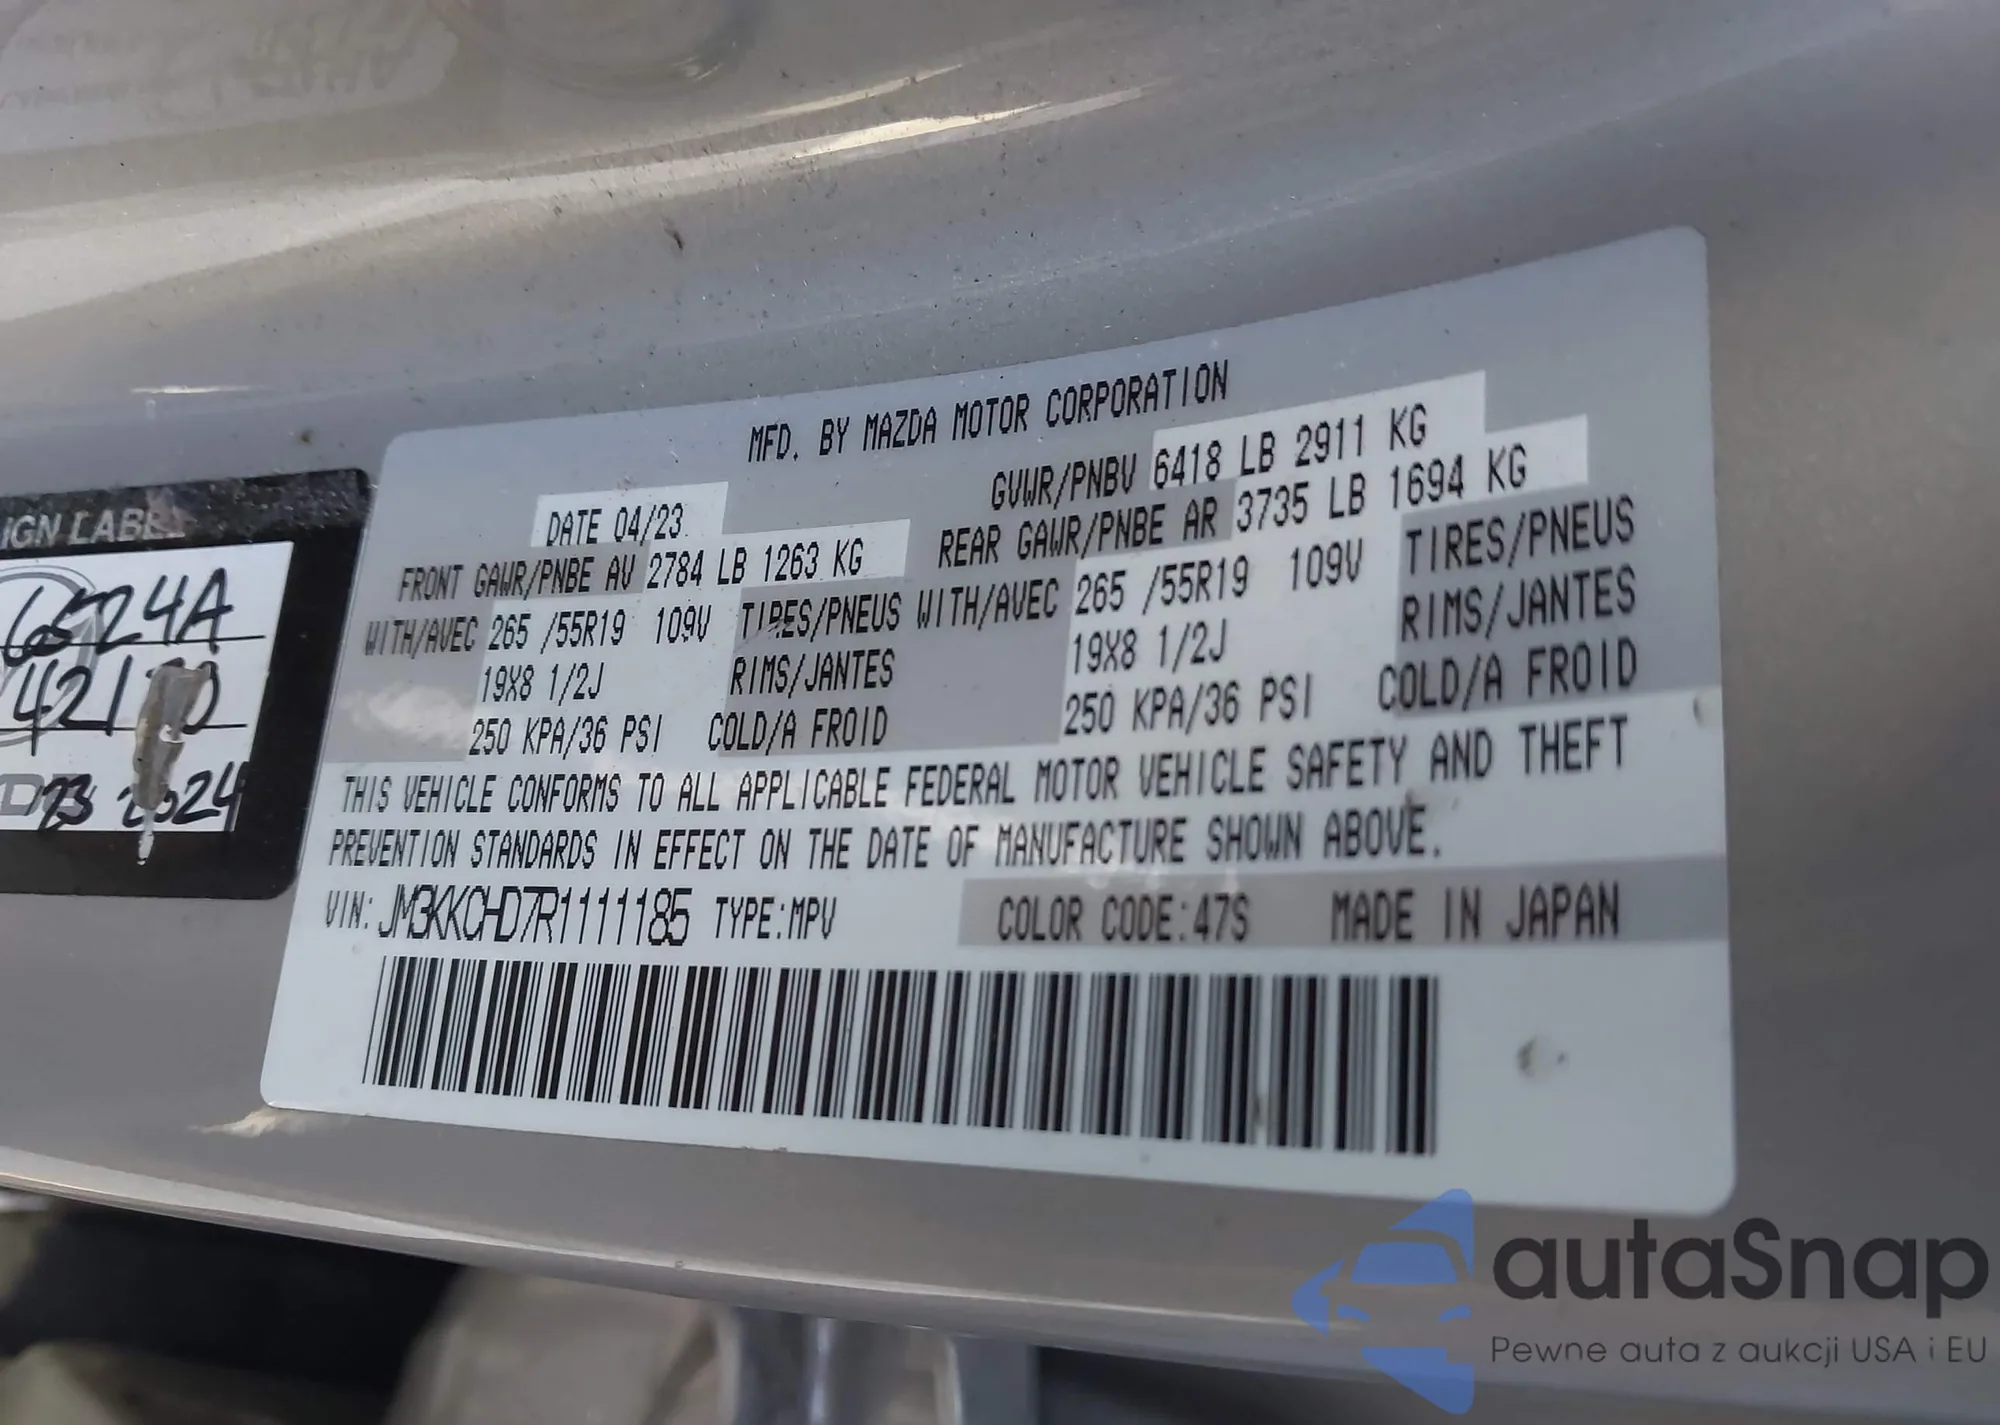 MFD. BY MAZDA MOTOR CORPORATION
DATE 04/23
GVWR/PNBV 6418 LB 2911 KG
FRONT GAWR/PNBE AV 2784 LB 1263 KG
REAR GAWR/PNBE AR 3735 LB 1694 KG
WITH/AVEC 265 /55R19 109V TIRES/PNEUS WITH/AVEC 265 /55R19 109V TIRES/PNEUS
19X8 1/2J RIMS/JANTES 19X8 1/2J RIMS/JANTES
250 KPA/36 PSI COLD/A FROID 250 KPA/36 PSI COLD/A FROID
THIS VEHICLE CONFORMS TO ALL APPLICABLE FEDERAL MOTOR VEHICLE SAFETY AND THEFT
PREVENTION STANDARDS IN EFFECT ON THE DATE OF MANUFACTURE SHOWN ABOVE.
VIN: JM3KKCHD7R1111185 TYPE:MPV COLOR CODE:47S MADE IN JAPAN
IGN LABEL
6524A
autaSnap
Pewne auta z aukcji USA i EU